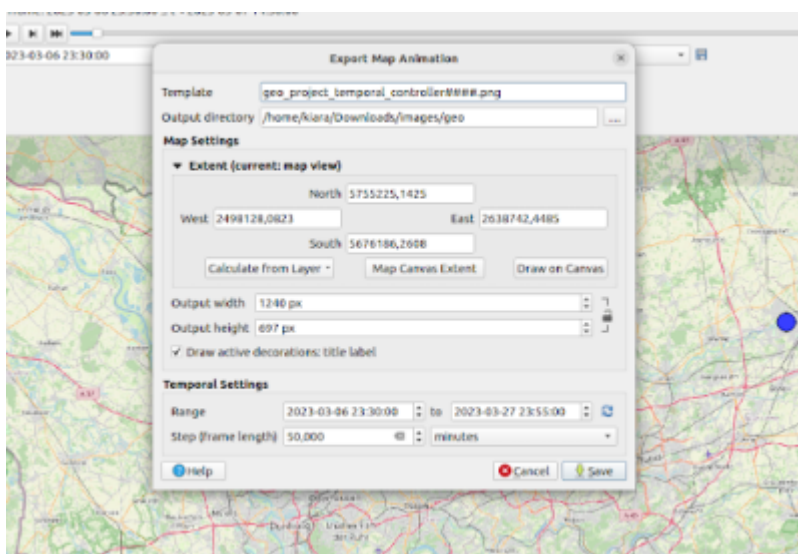 023-03-06 23:30:00
Export Map Animation
Template geo_project_temporal_controller####.png
Output directory /home/kiara/Downloads/images/geo ...
Map Settings
Extent (current: map view)
North 5755225,1425
West 2498128,0823 East 2638742,4485
South 5676186,2608
Calculate from Layer Map Canvas Extent Draw on Canvas
Output width 1240 px
Output height 697 px
Draw active decorations: title label
Temporal Settings
Range 2023-03-06 23:30:00 to 2023-03-27 23:55:00
Step (frame length) 50,000 minutes
Help Cancel Save